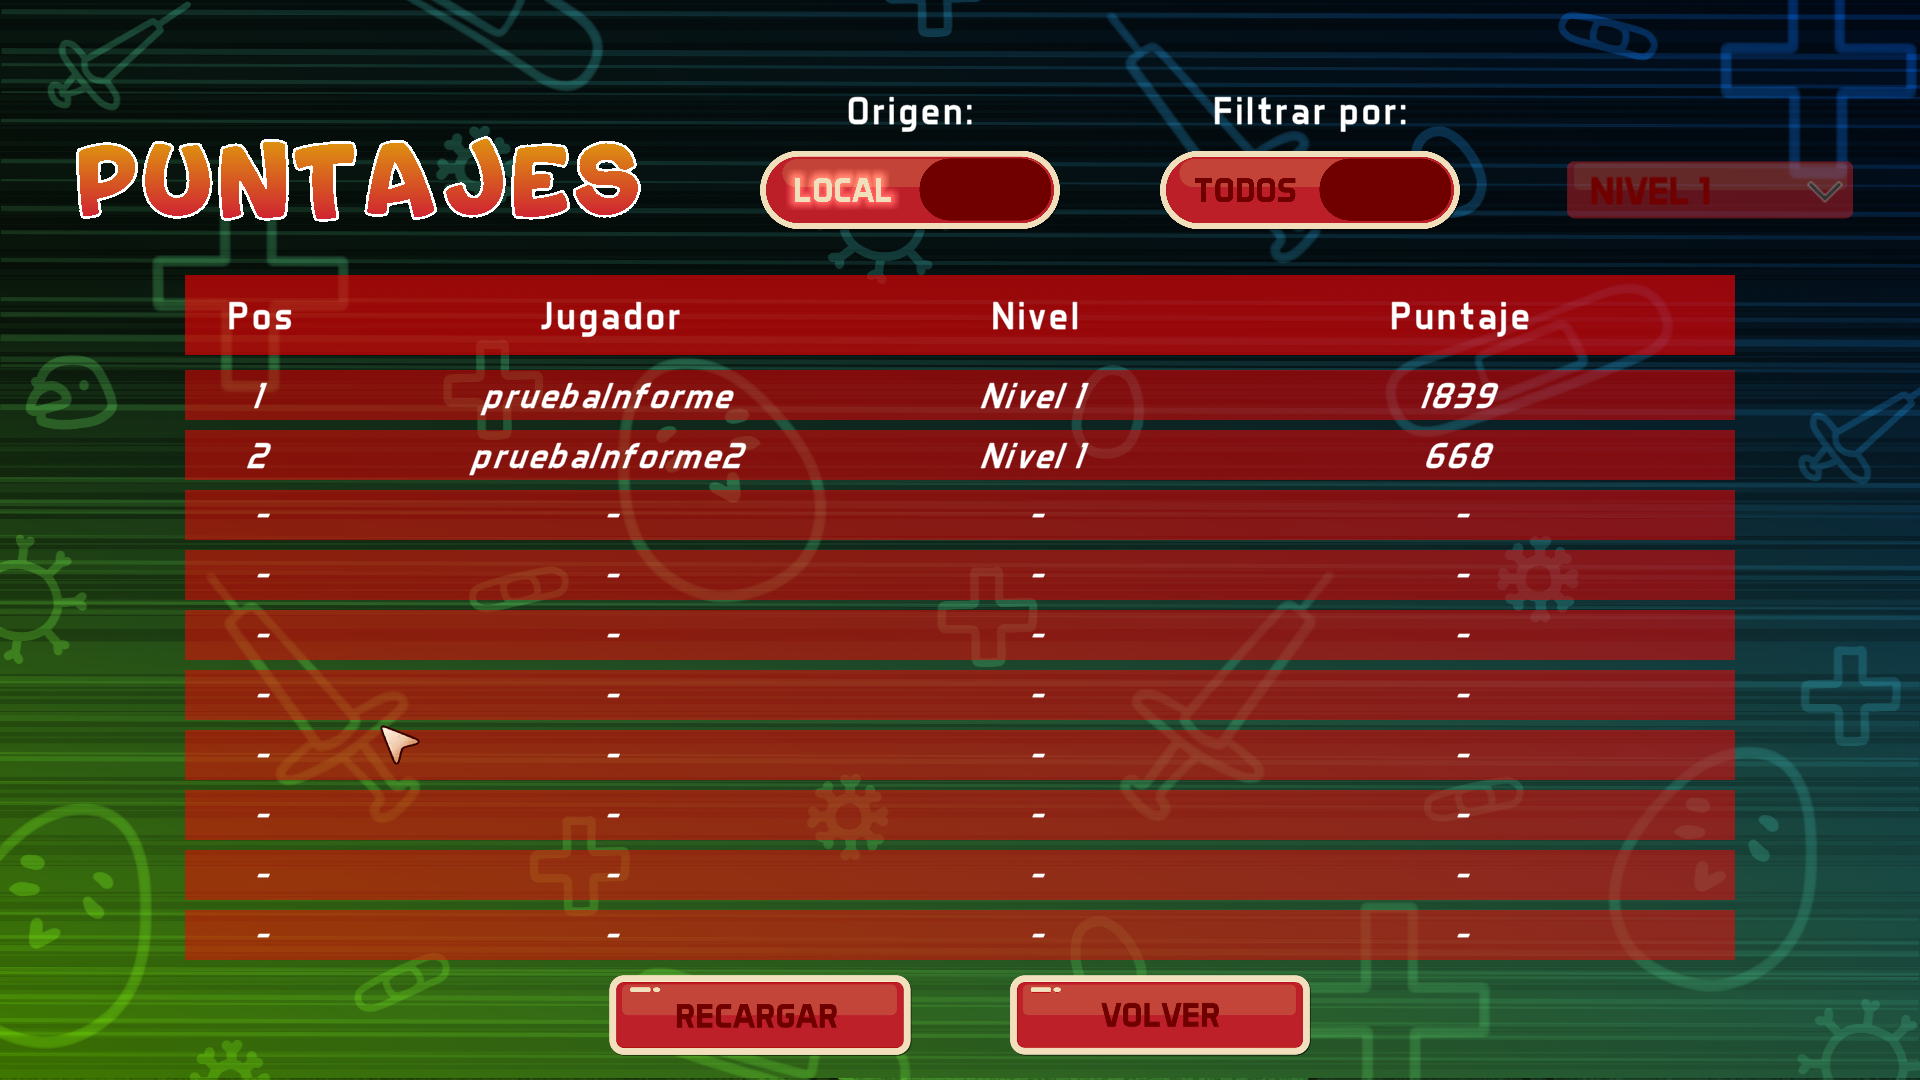 PUNTAJES
Origen:
LOCAL
Filtrar por:
TODOS
NIVEL 1
Pos Jugador Nivel Puntaje
1 pruebaInforme Nivel 1 1839
2 pruebaInforme2 Nivel 1 668
- - - -
- - - -
- - - -
- - - -
- - - -
- - - -
- - - -
- - - -
RECARGAR
VOLVER